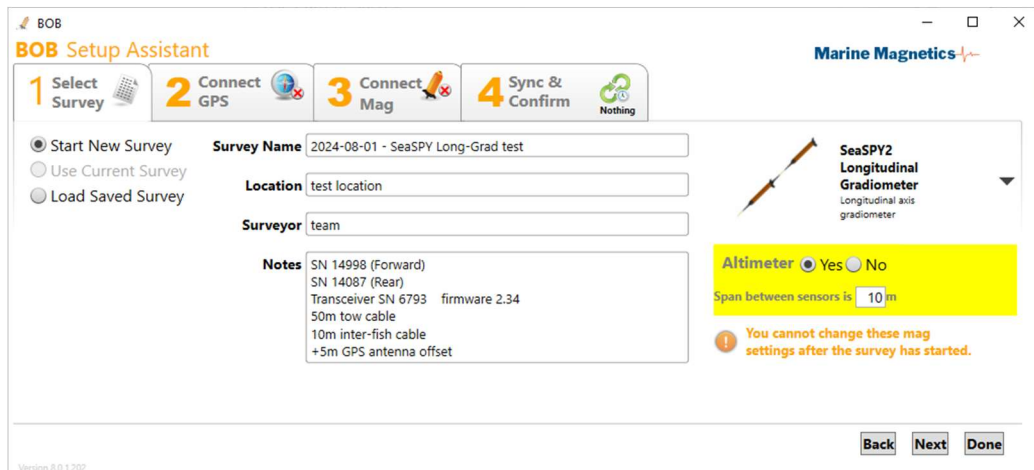 BOB
BOB Setup Assistant
Marine Magnetics
1 Select Survey
2 Connect GPS
3 Connect Mag
4 Sync & Confirm
Nothing
Start New Survey
Use Current Survey
Load Saved Survey
Survey Name 2024-08-01 - SeaSPY Long-Grad test
Location test location
Surveyor team
Notes SN 14998 (Forward)
SN 14087 (Rear)
Transceiver SN 6793 firmware 2.34
50m tow cable
10m inter-fish cable
+5m GPS antenna offset
SeaSPY2
Longitudinal
Gradiometer
Longitudinal axis
gradiometer
Altimeter Yes No
Span between sensors is 10 m
! You cannot change these mag
settings after the survey has started.
Back Next Done
Version 8.0.1.202